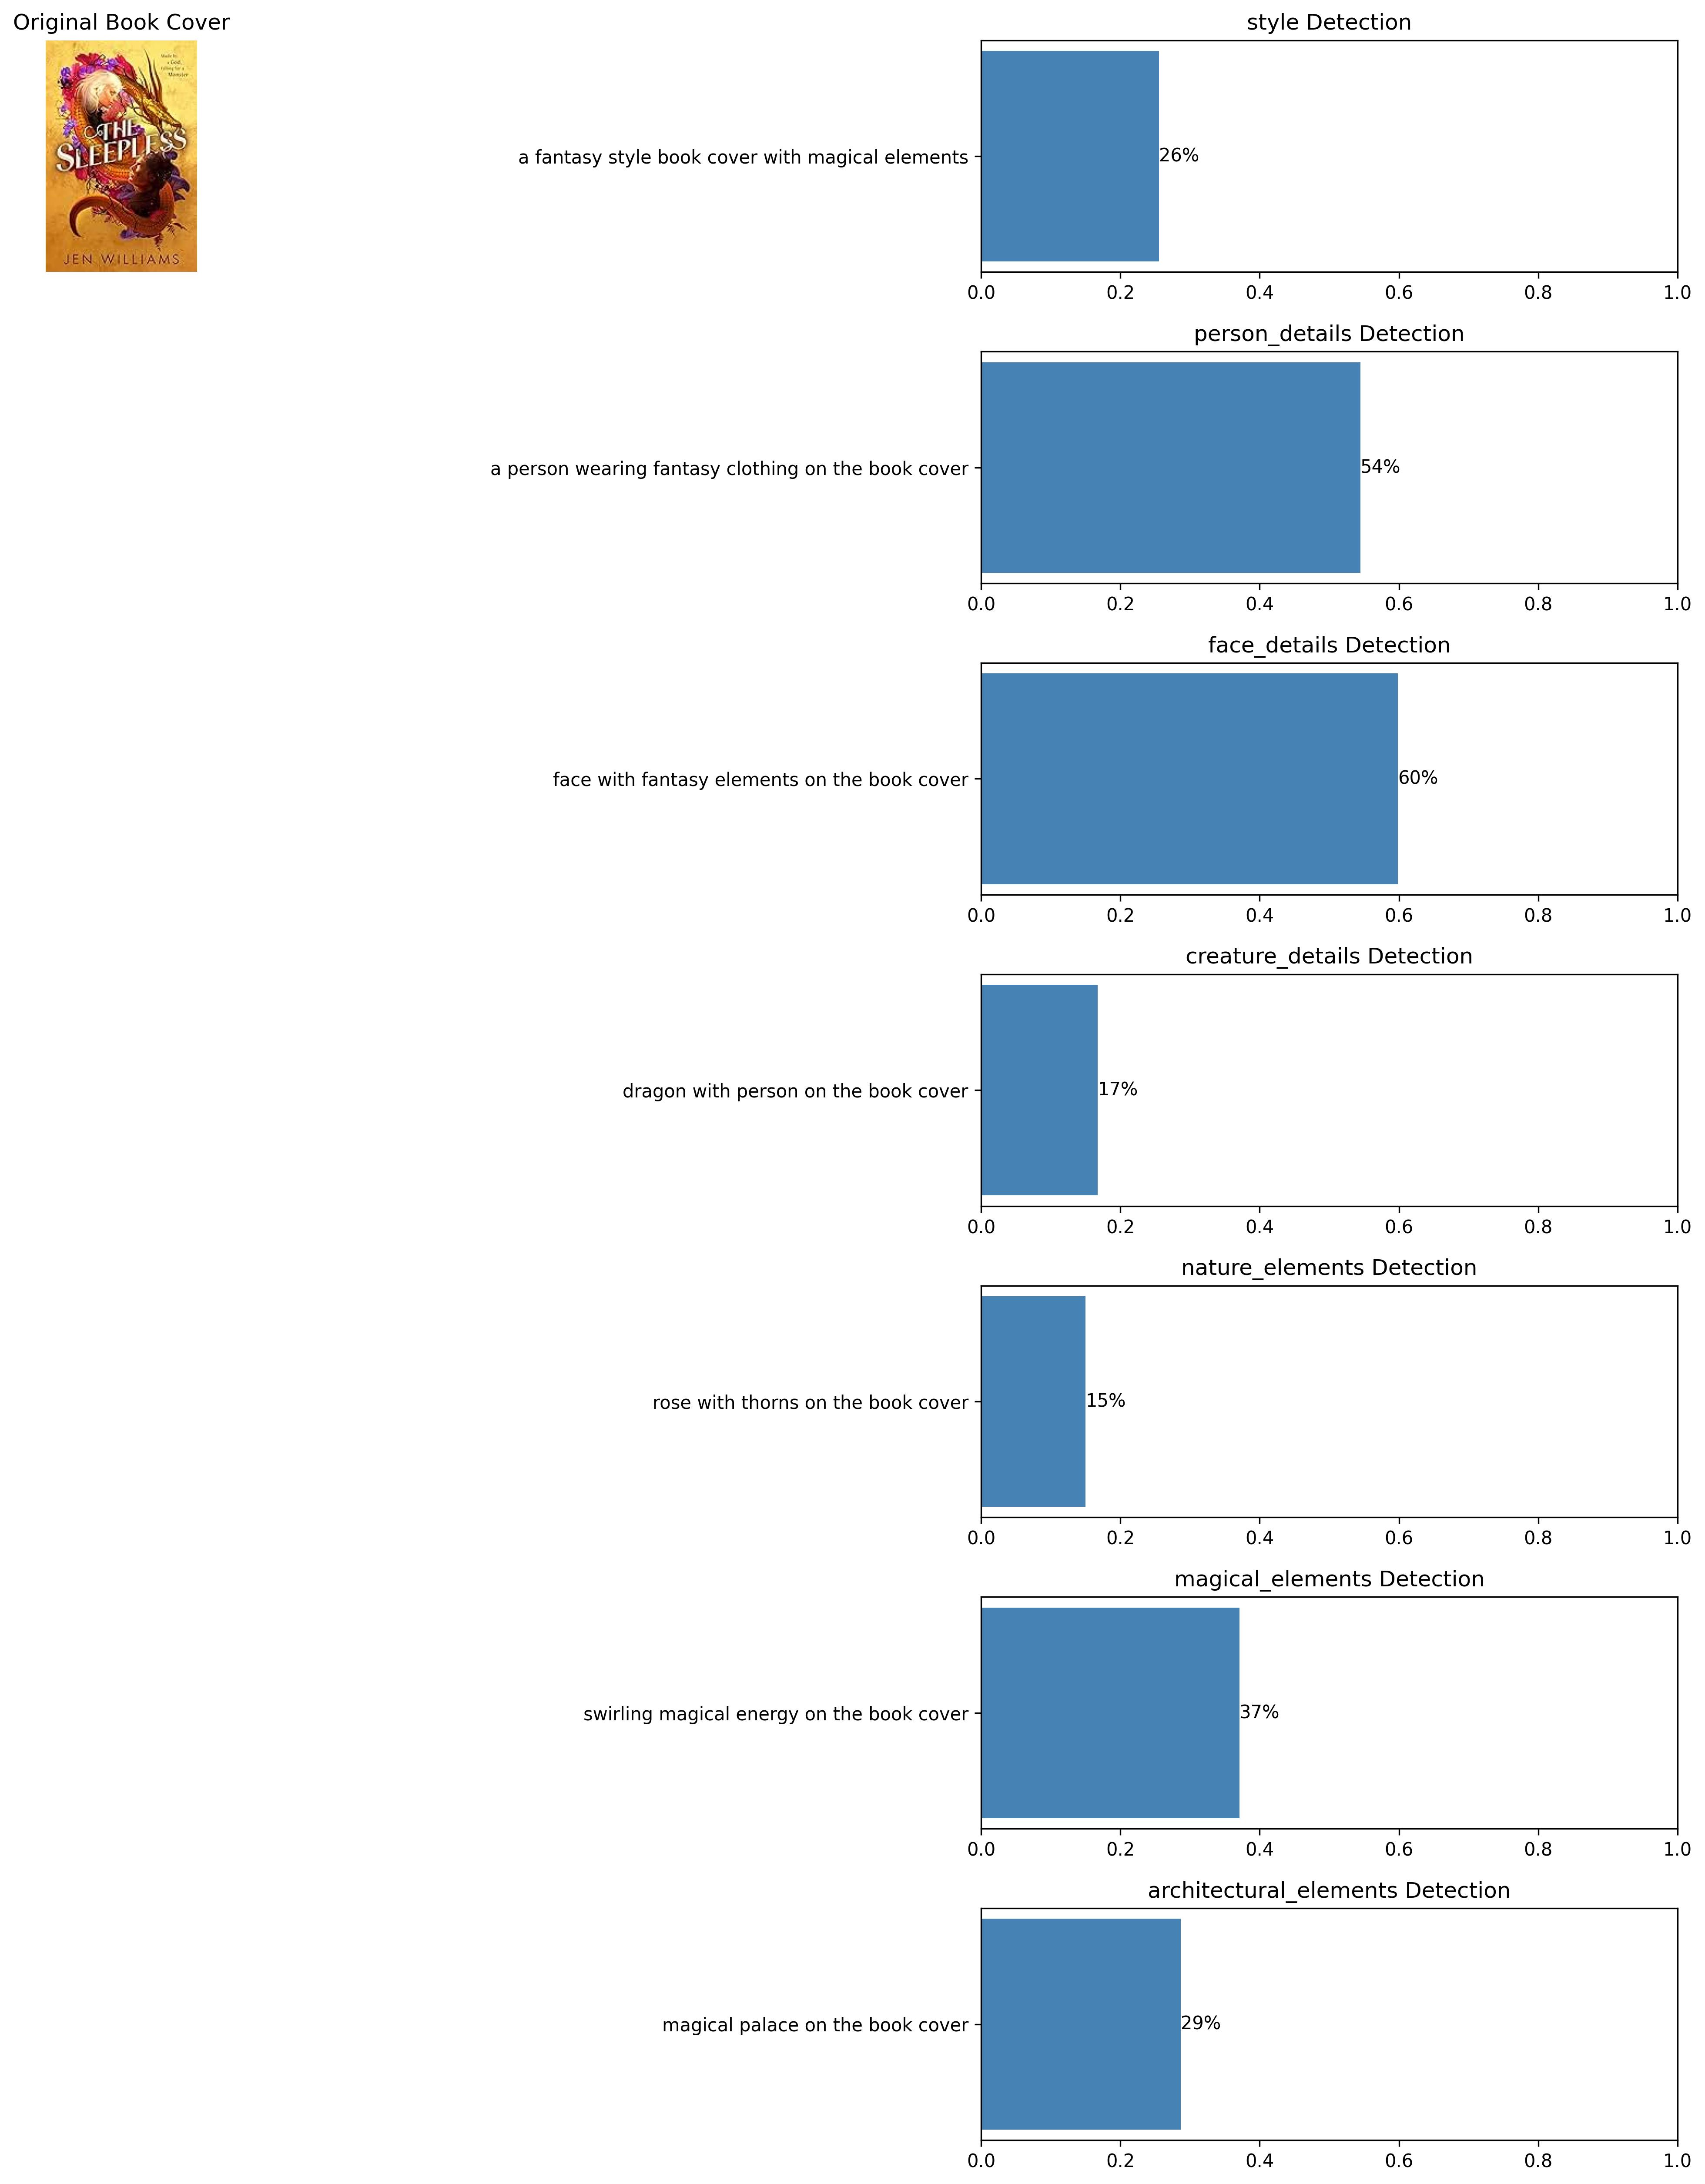 Original Book Cover
Made by
a God,
falling for a
Monster
THE
SLEEPLESS
JEN WILLIAMS
style Detection
a fantasy style book cover with magical elements
26%
0.0 0.2 0.4 0.6 0.8 1.0
person_details Detection
a person wearing fantasy clothing on the book cover
54%
0.0 0.2 0.4 0.6 0.8 1.0
face_details Detection
face with fantasy elements on the book cover
60%
0.0 0.2 0.4 0.6 0.8 1.0
creature_details Detection
dragon with person on the book cover
17%
0.0 0.2 0.4 0.6 0.8 1.0
nature_elements Detection
rose with thorns on the book cover
15%
0.0 0.2 0.4 0.6 0.8 1.0
magical_elements Detection
swirling magical energy on the book cover
37%
0.0 0.2 0.4 0.6 0.8 1.0
architectural_elements Detection
magical palace on the book cover
29%
0.0 0.2 0.4 0.6 0.8 1.0